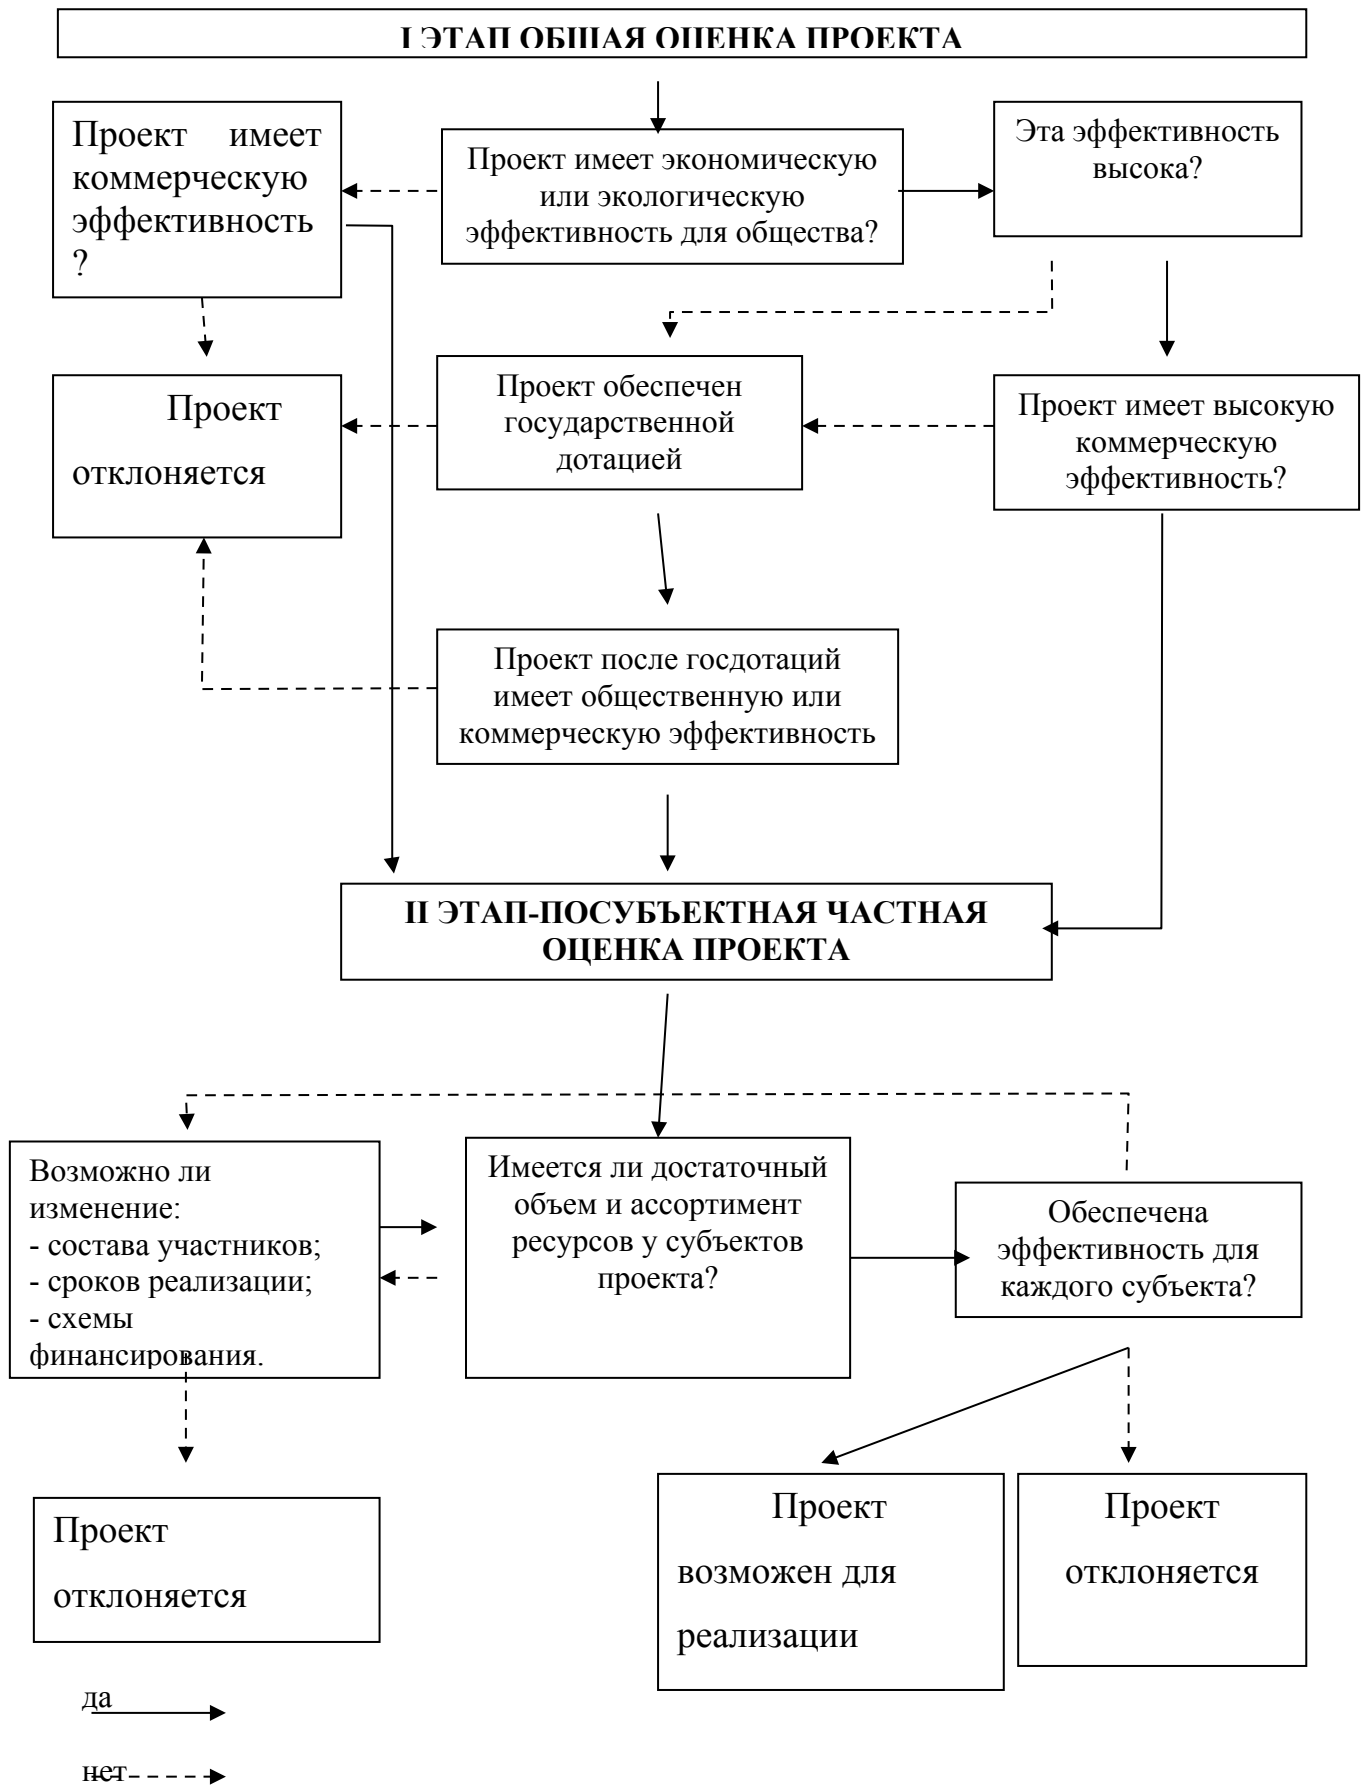 I ЭТАП ОБЩАЯ ОЦЕНКА ПРОЕКТА
Проект имеет
коммерческую
эффективность
?
Проект имеет экономическую
или экологическую
эффективность для общества?
Эта эффективность
высока?
Проект
отклоняется
Проект обеспечен
государственной
дотацией
Проект имеет высокую
коммерческую
эффективность?
Проект после госдотаций
имеет общественную или
коммерческую эффективность
II ЭТАП-ПОСУБЪЕКТНАЯ ЧАСТНАЯ
ОЦЕНКА ПРОЕКТА
Возможно ли
изменение:
- состава участников;
- сроков реализации;
- схемы
финансирования.
Имеется ли достаточный
объем и ассортимент
ресурсов у субъектов
проекта?
Обеспечена
эффективность для
каждого субъекта?
Проект
отклоняется
Проект
возможен для
реализации
Проект
отклоняется
да
нет